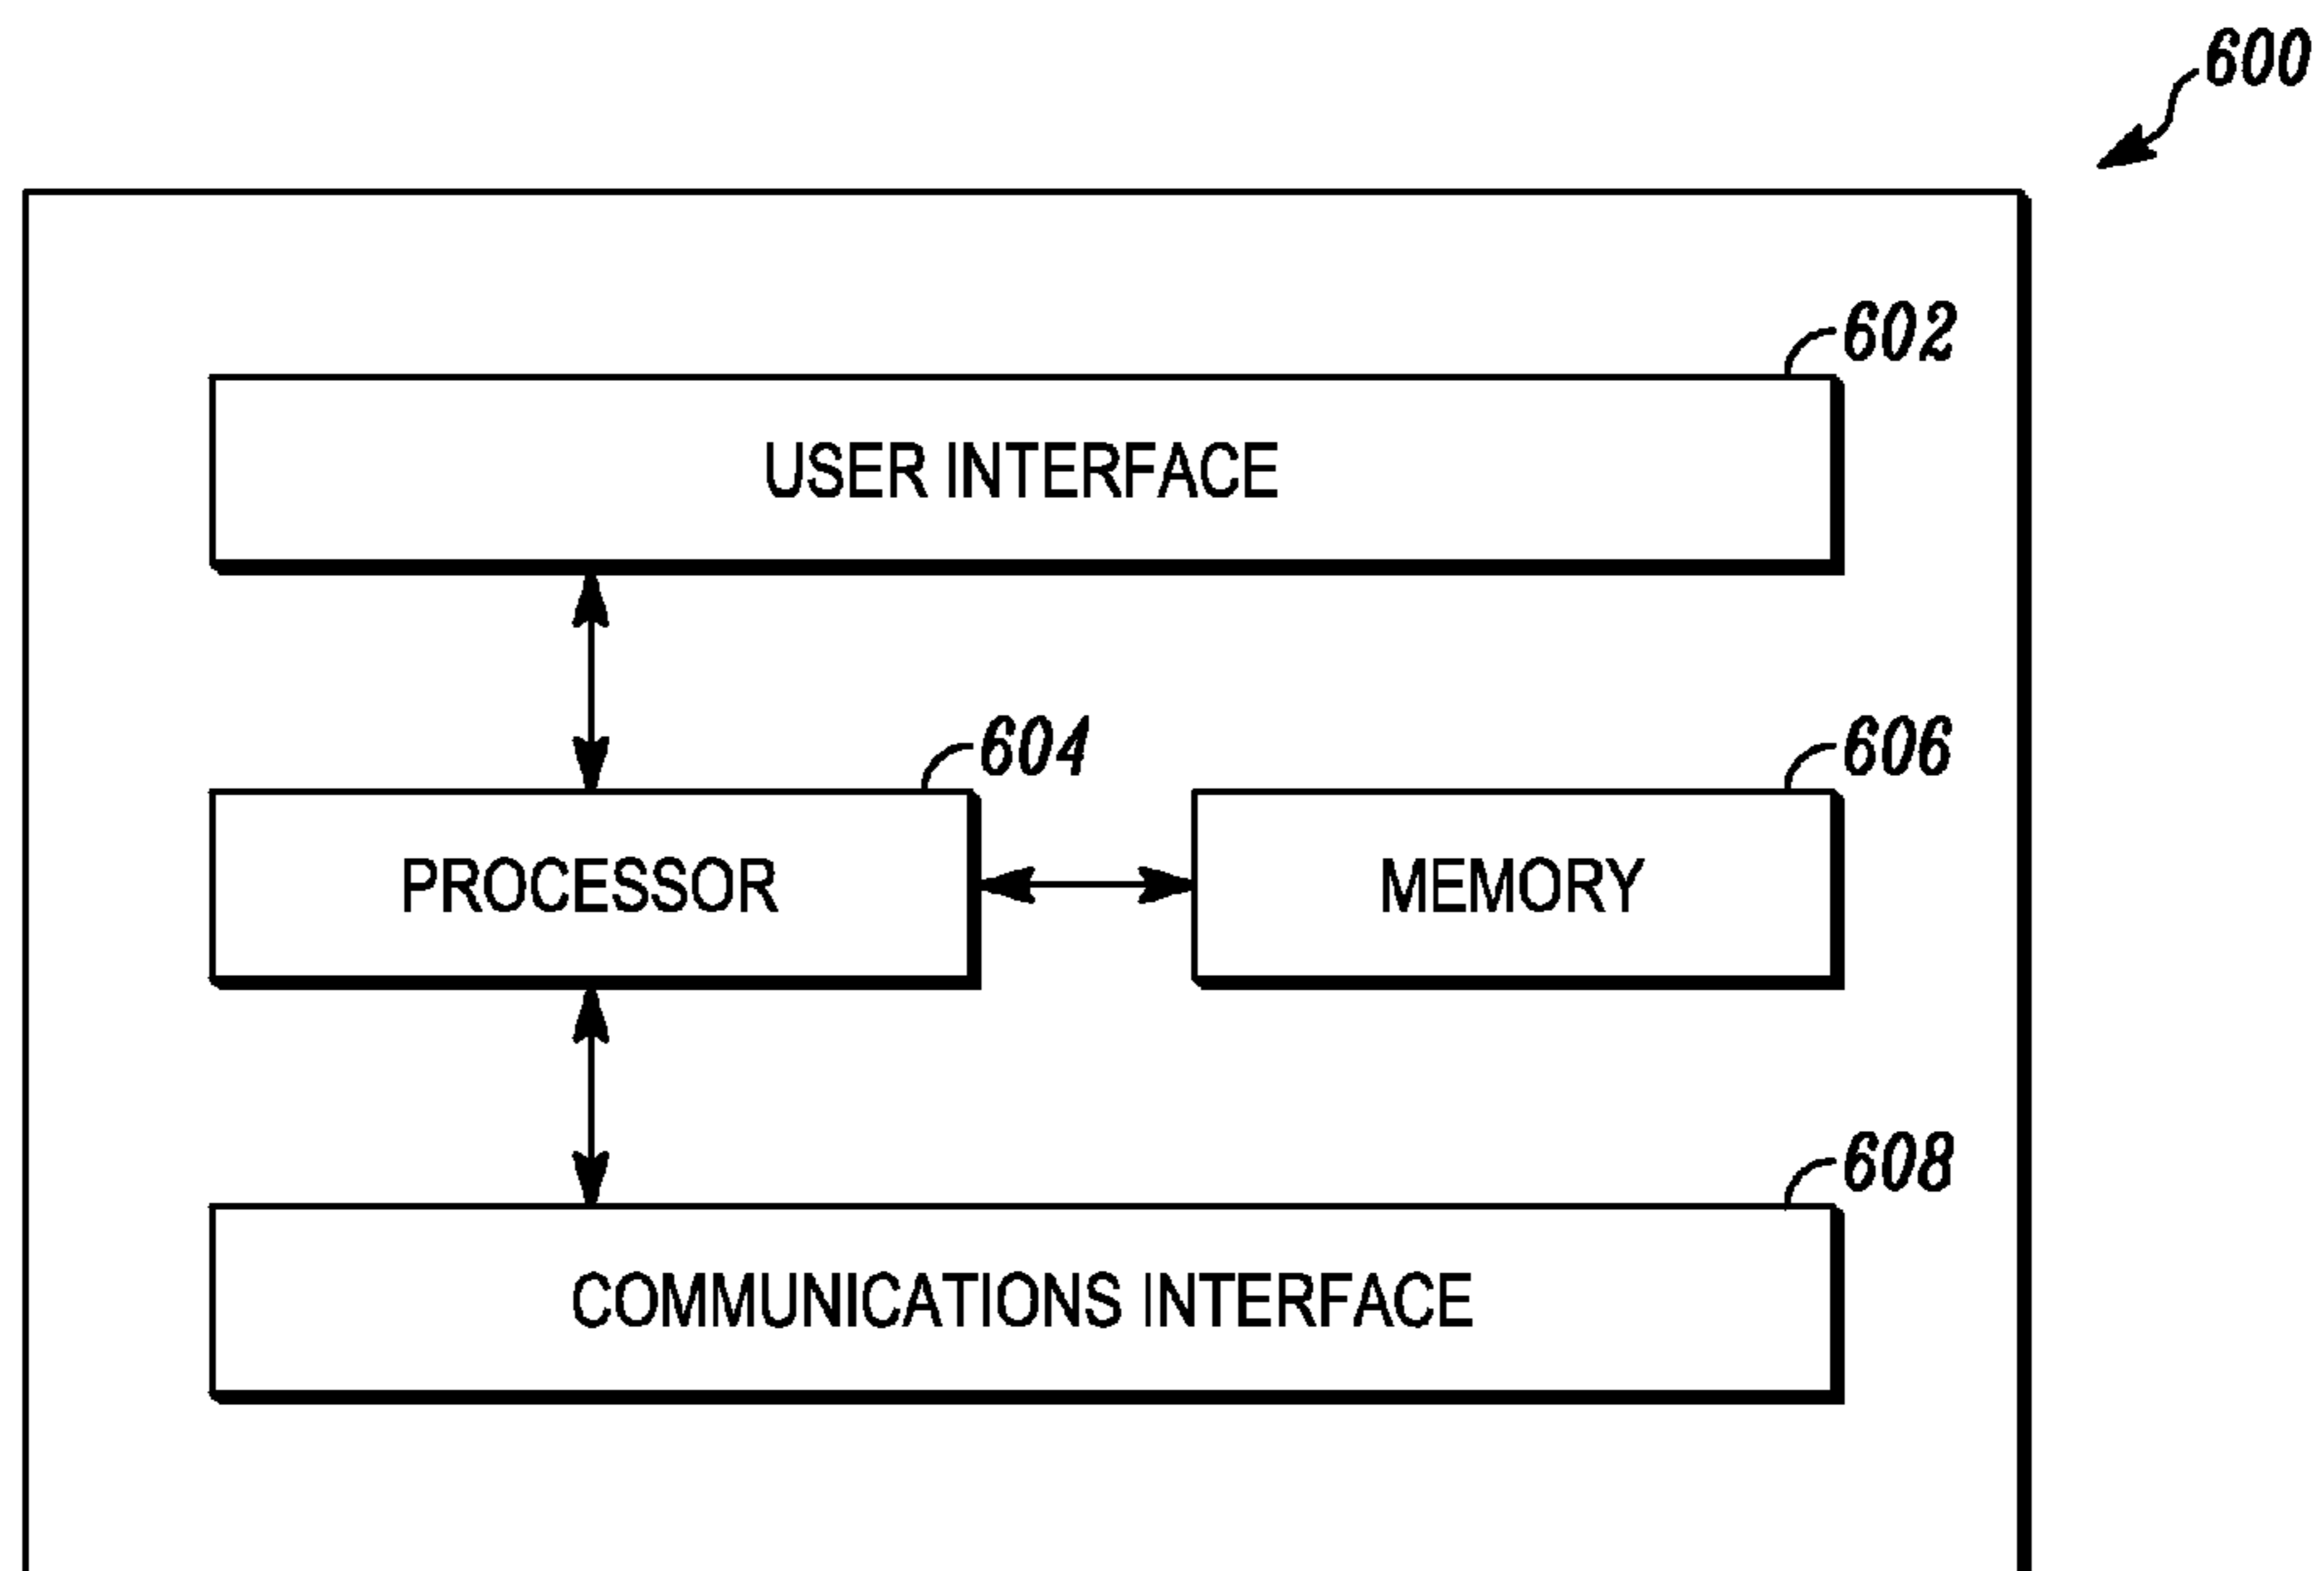 600
602
USER INTERFACE
604
606
PROCESSOR
MEMORY
608
COMMUNICATIONS INTERFACE